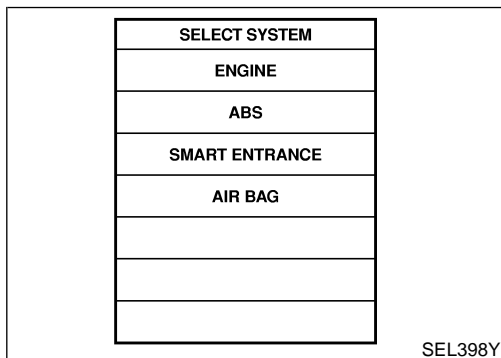 SELECT SYSTEM
ENGINE
ABS
SMART ENTRANCE
AIR BAG
SEL398Y